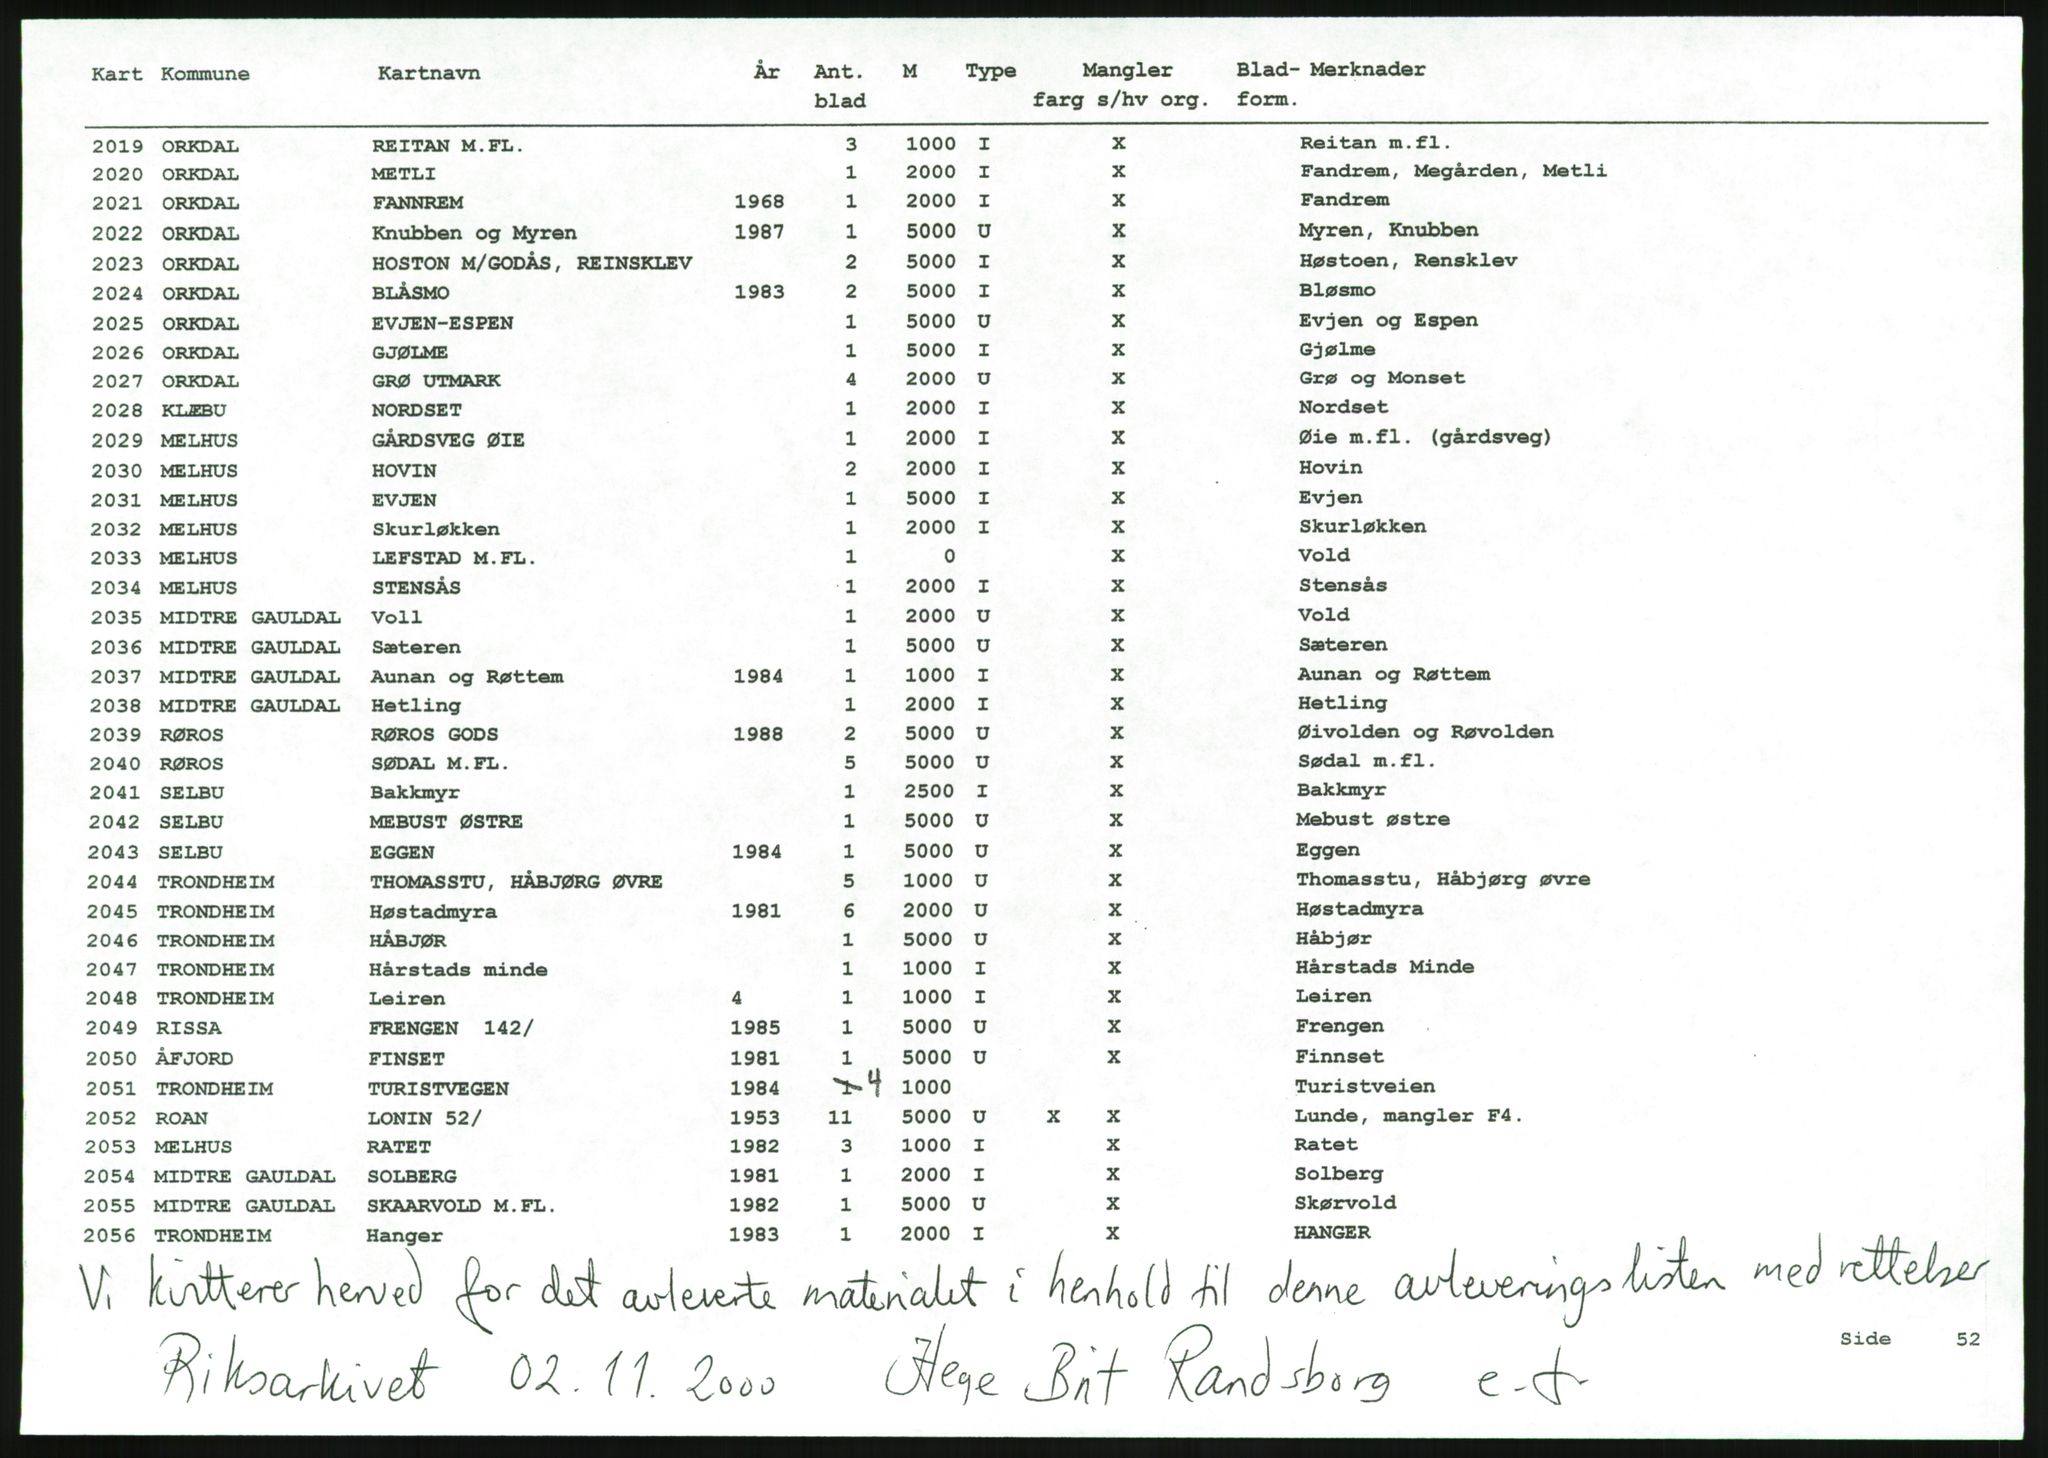 Kart Kommune Kartnavn År Ant. M Type Mangler Blad- Merknader
blad farg s/hv org. form.
2019 ORKDAL REITAN M.FL. 3 1000 I X Reitan m.fl.
2020 ORKDAL METLI 1 2000 I X Fandrem, Megården, Metli
2021 ORKDAL FANNREM 1968 1 2000 I X Fandrem
2022 ORKDAL Knubben og Myren 1987 1 5000 U X Myren, Knubben
2023 ORKDAL HOSTON M/GODÅS, REINSKLEV 2 5000 I X Høstoen, Rensklev
2024 ORKDAL BLÅSMO 1983 2 5000 I X Bløsmo
2025 ORKDAL EVJEN-ESPEN 1 5000 U X Evjen og Espen
2026 ORKDAL GJØLME 1 5000 I X Gjølme
2027 ORKDAL GRØ UTMARK 4 2000 U X Grø og Monset
2028 KLÆBU NORDSET 1 2000 I X Nordset
2029 MELHUS GÅRDSVEG ØIE 1 2000 I X Øie m.fl. (gårdsveg)
2030 MELHUS HOVIN 2 2000 I X Hovin
2031 MELHUS EVJEN 1 5000 I X Evjen
2032 MELHUS Skurløkken 1 2000 I X Skurløkken
2033 MELHUS LEFSTAD M.FL. 1 0 X Vold
2034 MELHUS STENSÅS 1 2000 I X Stensås
2035 MIDTRE GAULDAL Voll 1 2000 U X Vold
2036 MIDTRE GAULDAL Sæteren 1 5000 U X Sæteren
2037 MIDTRE GAULDAL Aunan og Røttem 1984 1 1000 I X Aunan og Røttem
2038 MIDTRE GAULDAL Hetling 1 2000 I X Hetling
2039 RØROS RØROS GODS 1988 2 5000 U X Øivolden og Røvolden
2040 RØROS SØDAL M.FL. 5 5000 U X Sødal m.fl.
2041 SELBU Bakkmyr 1 2500 I X Bakkmyr
2042 SELBU MEBUST ØSTRE 1 5000 U X Mebust østre
2043 SELBU EGGEN 1984 1 5000 U X Eggen
2044 TRONDHEIM THOMASSTU, HÅBJØRG ØVRE 5 1000 U X Thomasstu, Håbjørg øvre
2045 TRONDHEIM Høstadmyra 1981 6 2000 U X Høstadmyra
2046 TRONDHEIM HÅBJØR 1 5000 U X Håbjør
2047 TRONDHEIM Hårstads minde 1 1000 I X Hårstads Minde
2048 TRONDHEIM Leiren 4 1 1000 I X Leiren
2049 RISSA FRENGEN 142/ 1985 1 5000 U X Frengen
2050 ÅFJORD FINSET 1981 1 5000 U X Finnset
2051 TRONDHEIM TURISTVEGEN 1984 1 4 1000 Turistveien
2052 ROAN LONIN 52/ 1953 11 5000 U X X Lunde, mangler F4.
2053 MELHUS RATET 1982 3 1000 I X Ratet
2054 MIDTRE GAULDAL SOLBERG 1981 1 2000 I X Solberg
2055 MIDTRE GAULDAL SKAARVOLD M.FL. 1982 1 5000 U X Skørvold
2056 TRONDHEIM Hanger 1983 1 2000 I X HANGER
Vi kvitterer herved for det avleverte materialet i henhold til denne avleveringslisten med rettelser
Side 52
Riksarkivet 02.11.2000 Hege Brit Randsborg e.f.